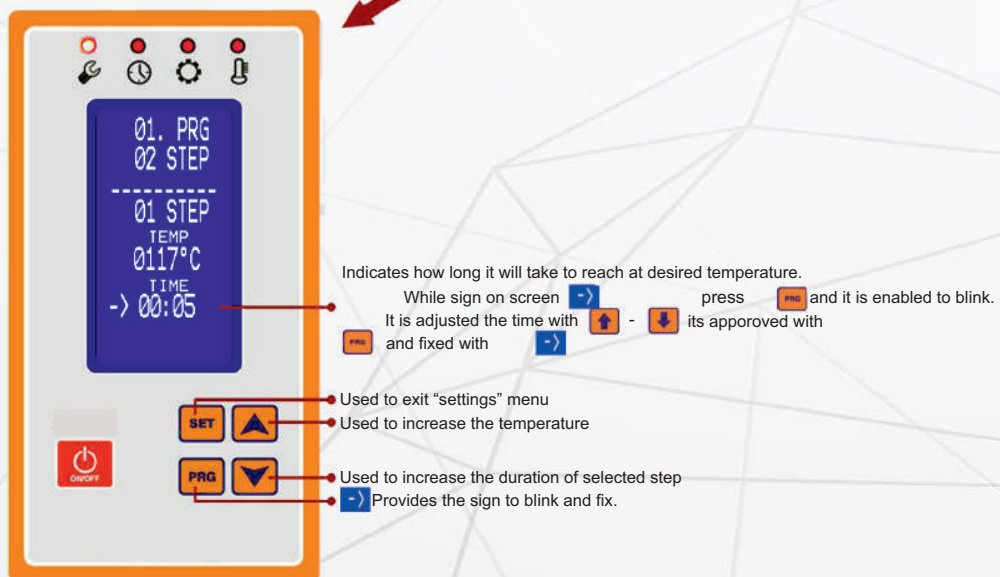 01. PRG
02 STEP
----------
01 STEP
TEMP
0117°C
TIME
-> 00:05
ON/OFF
SET
PRG
Indicates how long it will take to reach at desired temperature.
While sign on screen -> press PRG and it is enabled to blink.
It is adjusted the time with - its apporoved with
PRG and fixed with ->
Used to exit “settings” menu
Used to increase the temperature
Used to increase the duration of selected step
-> Provides the sign to blink and fix.